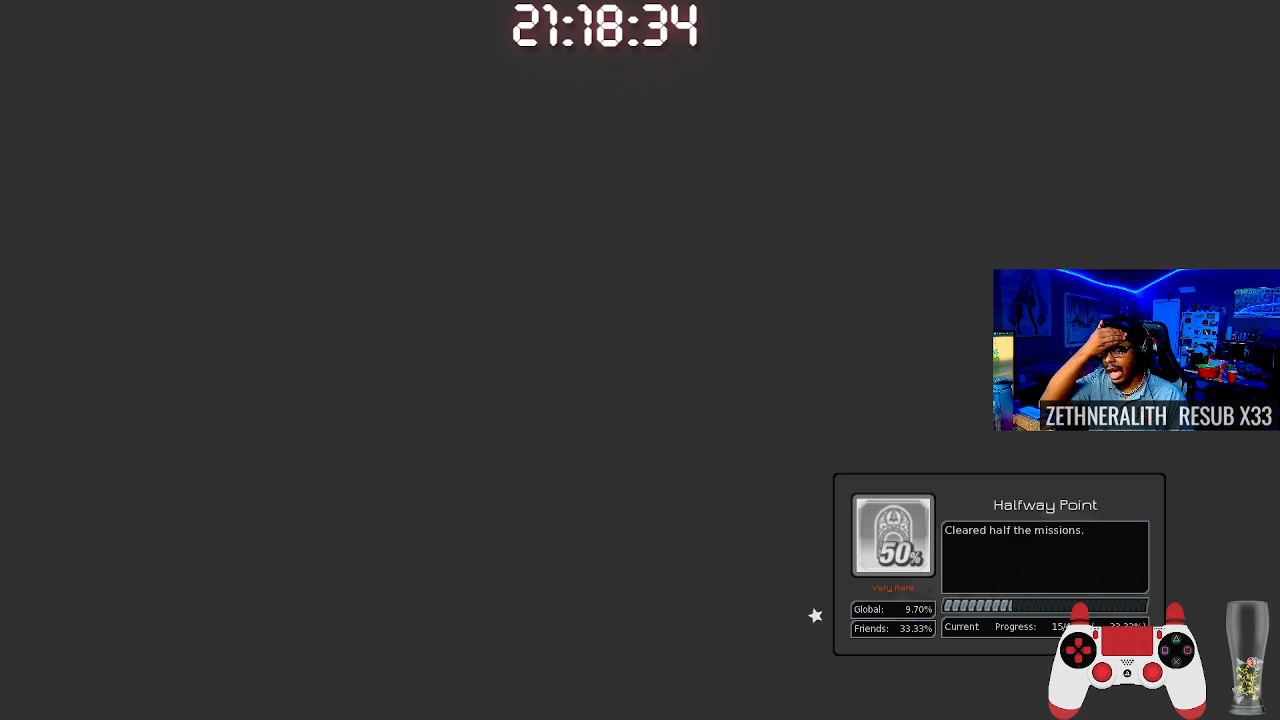 21:18:34
ZETHNERALITH RESUB X33
Halfway Point
Cleared half the missions.
50%
Very Rare
Global: 9.70%
Friends: 33.33%
Current Progress: 15/